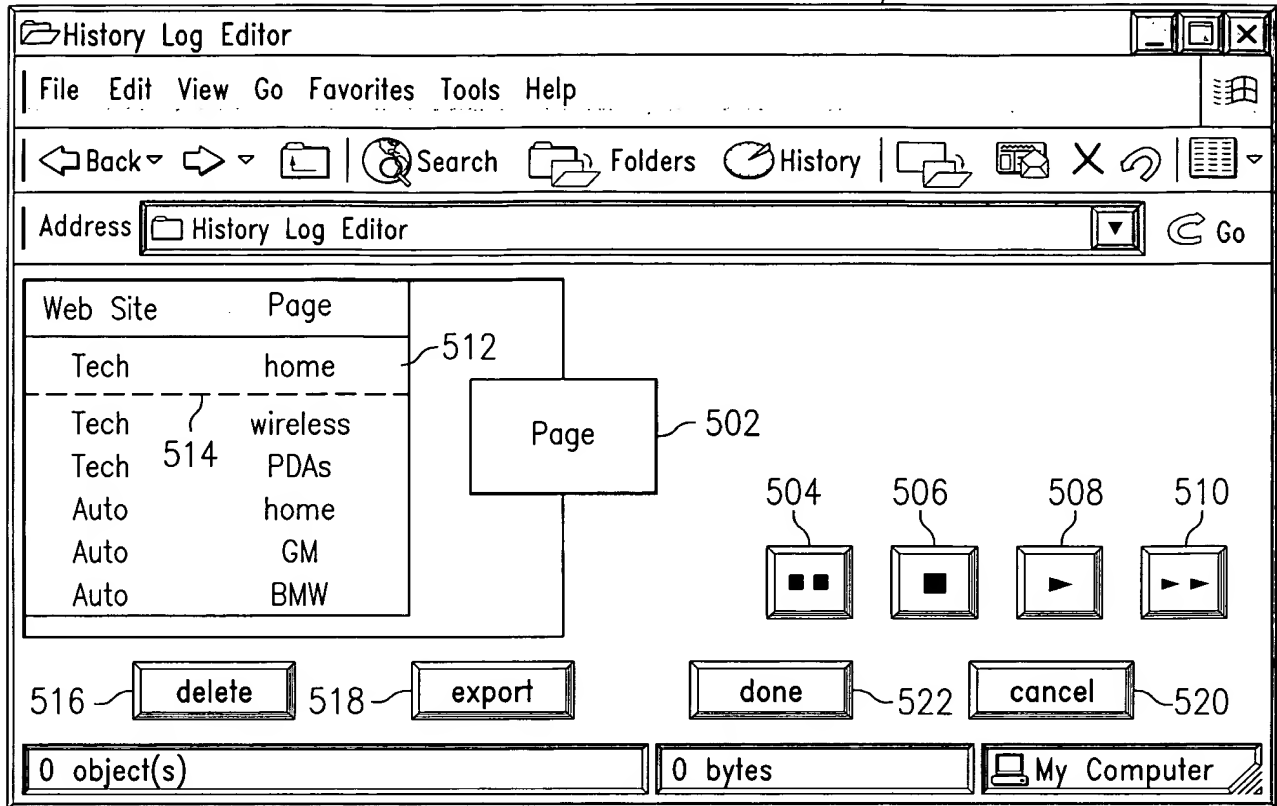 History Log Editor
File Edit View Go Favorites Tools Help
Back Search Folders History
Address History Log Editor Go
Web Site Page
Tech home
512
Tech wireless
514
Page
502
Tech PDAs
Auto home
Auto GM
Auto BMW
504 506 508 510
516 delete 518 export done 522 cancel 520
0 object(s) 0 bytes My Computer